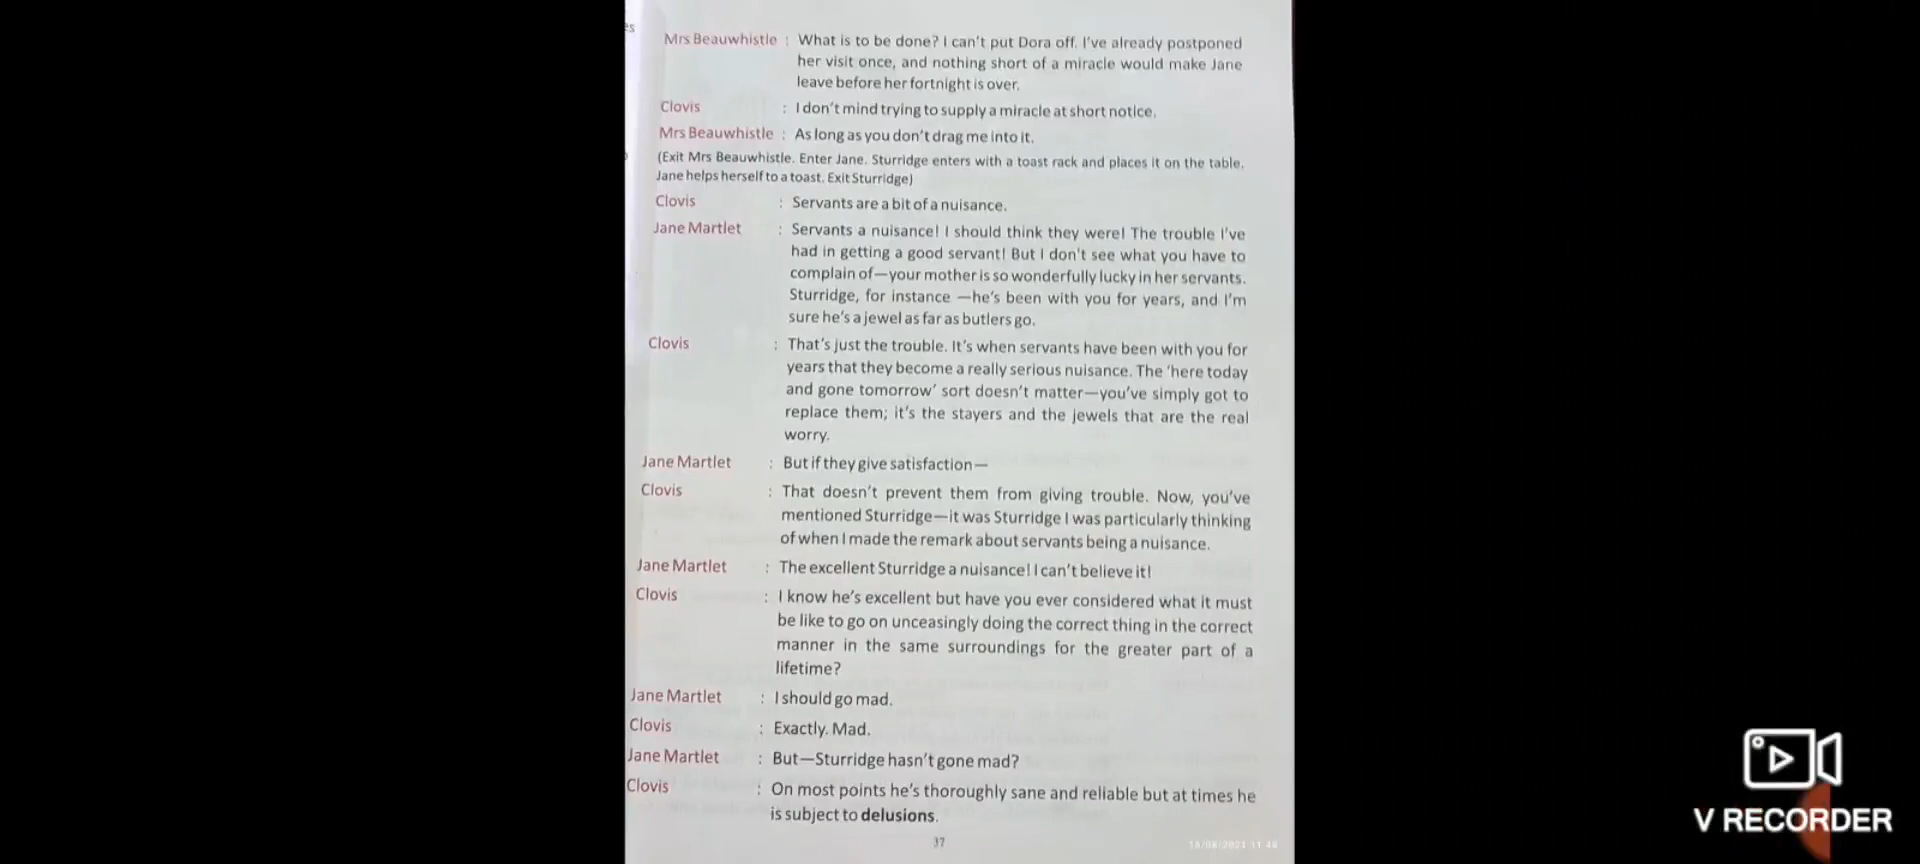 es
Mrs Beauwhistle : What is to be done? I can't put Dora off. I've already postponed
her visit once, and nothing short of a miracle would make Jane
leave before her fortnight is over.
Clovis : I don't mind trying to supply a miracle at short notice.
Mrs Beauwhistle : As long as you don't drag me into it.
(Exit Mrs Beauwhistle. Enter Jane. Sturridge enters with a toast rack and places it on the table.
Jane helps herself to a toast. Exit Sturridge)
Clovis : Servants are a bit of a nuisance.
Jane Martlet : Servants a nuisance! I should think they were! The trouble I've
had in getting a good servant! But I don't see what you have to
complain of—your mother is so wonderfully lucky in her servants.
Sturridge, for instance —he's been with you for years, and I'm
sure he's a jewel as far as butlers go.
Clovis : That's just the trouble. It's when servants have been with you for
years that they become a really serious nuisance. The 'here today
and gone tomorrow' sort doesn't matter—you've simply got to
replace them; it's the stayers and the jewels that are the real
worry.
Jane Martlet : But if they give satisfaction—
Clovis : That doesn't prevent them from giving trouble. Now, you've
mentioned Sturridge—it was Sturridge I was particularly thinking
of when I made the remark about servants being a nuisance.
Jane Martlet : The excellent Sturridge a nuisance! I can't believe it!
Clovis : I know he's excellent but have you ever considered what it must
be like to go on unceasingly doing the correct thing in the correct
manner in the same surroundings for the greater part of a
lifetime?
Jane Martlet : I should go mad.
Clovis : Exactly. Mad.
Jane Martlet : But—Sturridge hasn't gone mad?
Clovis : On most points he's thoroughly sane and reliable but at times he
is subject to delusions.
37
18/08/2021 11:46
V RECORDER